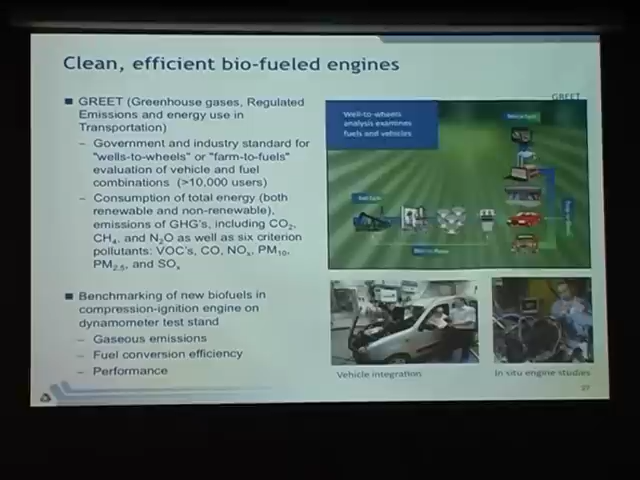 Clean, efficient bio-fueled engines
GREET (Greenhouse gases, Regulated
Emissions and energy use in
Transportation)
– Government and industry standard for
"wells-to-wheels" or "farm-to-fuels"
evaluation of vehicle and fuel
combinations (>10,000 users)
– Consumption of total energy (both
renewable and non-renewable),
emissions of GHG's, including CO₂,
CH₄, and N₂O as well as six criterion
pollutants: VOC's, CO, NOₓ, PM₁₀,
PM₂.₅, and SOₓ
Benchmarking of new biofuels in
compression-ignition engine on
dynamometer test stand
– Gaseous emissions
– Fuel conversion efficiency
– Performance
GREET
Well-to-wheels
analysis examines
fuels and vehicles
Vehicle integration
In situ engine studies
27